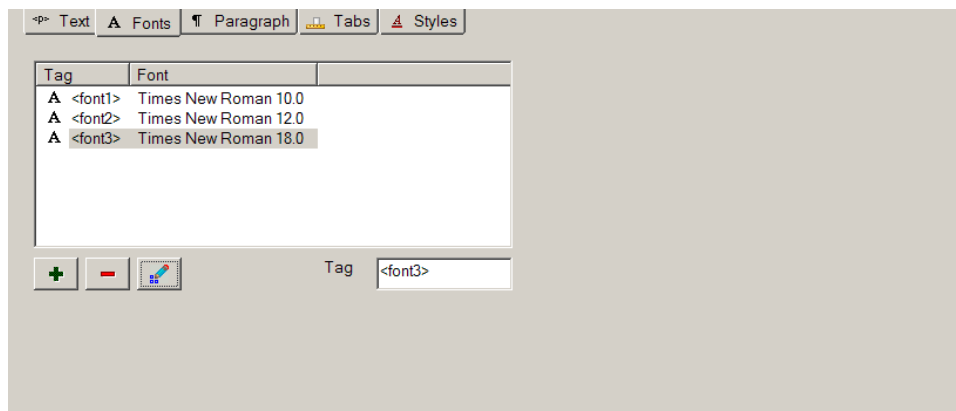 <P> Text A Fonts ¶ Paragraph Tabs A Styles
Tag Font
A <font1> Times New Roman 10.0
A <font2> Times New Roman 12.0
A <font3> Times New Roman 18.0
Tag <font3>